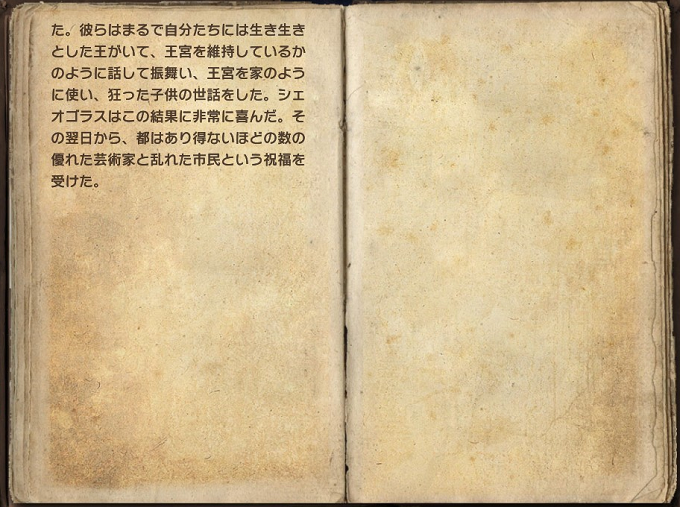 た。彼らはまるで自分たちには生き生き
とした王がいて、王宮を維持しているか
のように話して振舞い、王宮を家のよう
に使い、狂った子供の世話をした。シェ
オゴラスはこの結果に非常に喜んだ。そ
の翌日から、都はあり得ないほどの数の
優れた芸術家と乱れた市民という祝福を
受けた。